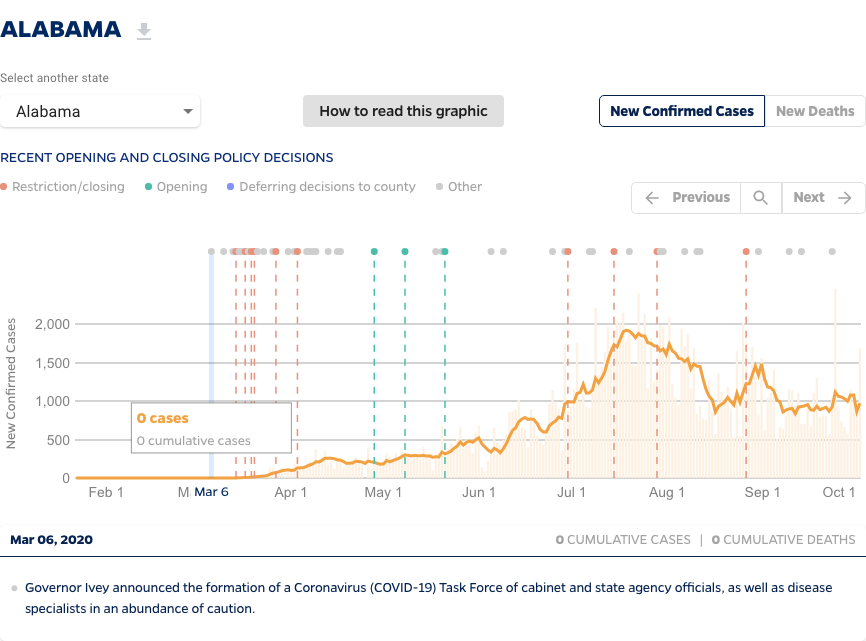 ALABAMA
Select another state
Alabama
How to read this graphic
New Confirmed Cases
New Deaths
RECENT OPENING AND CLOSING POLICY DECISIONS
Restriction/closing
Opening
Deferring decisions to county
Other
Previous
Next
New Confirmed Cases
2,000
1,500
1,000
500
0
0 cases
0 cumulative cases
Feb 1
M
Mar 6
Apr 1
May 1
Jun 1
Jul 1
Aug 1
Sep 1
Oct 1
Mar 06, 2020
0 CUMULATIVE CASES | 0 CUMULATIVE DEATHS
Governor Ivey announced the formation of a Coronavirus (COVID-19) Task Force of cabinet and state agency officials, as well as disease
specialists in an abundance of caution.